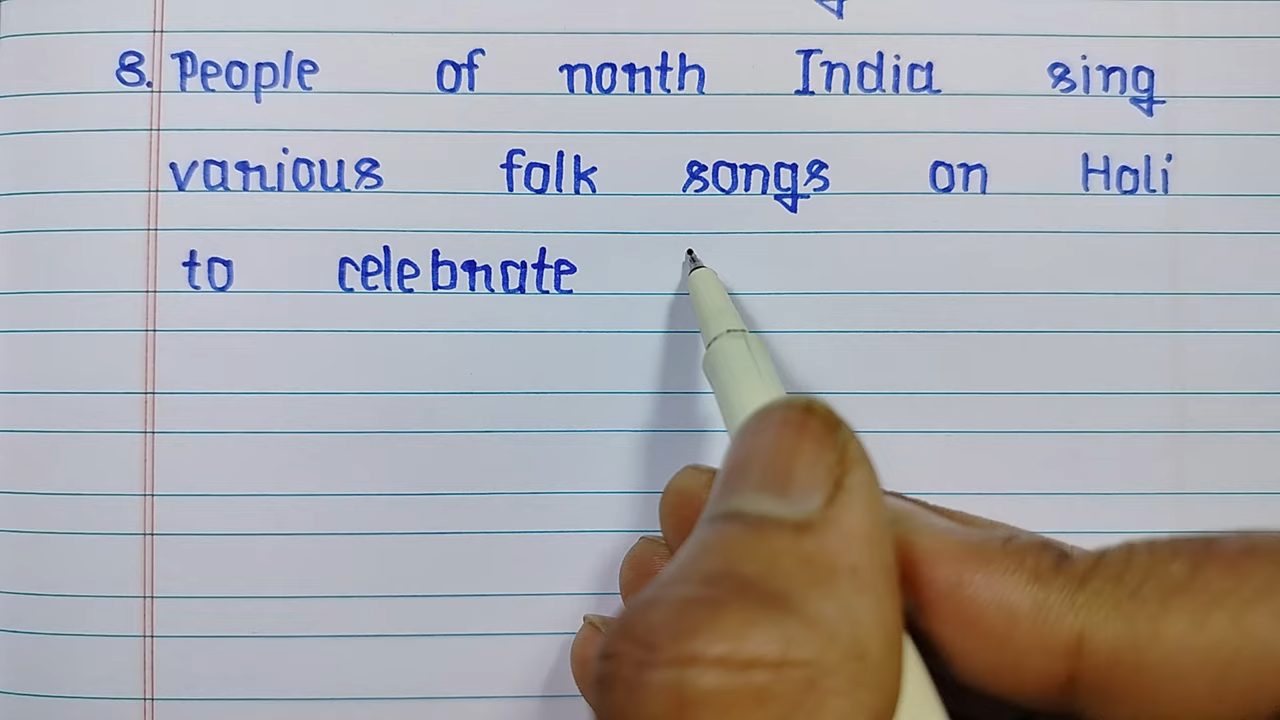 8. People of north India sing
various folk songs on Holi
to celebrate